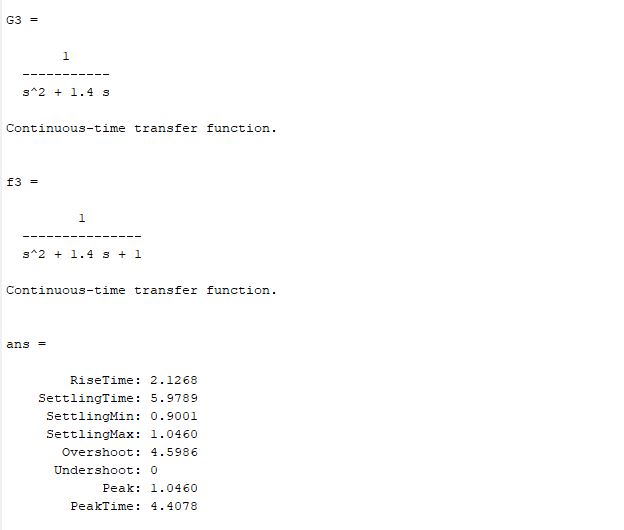 G3 =
1
-----------
s^2 + 1.4 s
Continuous-time transfer function.
f3 =
1
---------------
s^2 + 1.4 s + 1
Continuous-time transfer function.
ans =
RiseTime: 2.1268
SettlingTime: 5.9789
SettlingMin: 0.9001
SettlingMax: 1.0460
Overshoot: 4.5986
Undershoot: 0
Peak: 1.0460
PeakTime: 4.4078